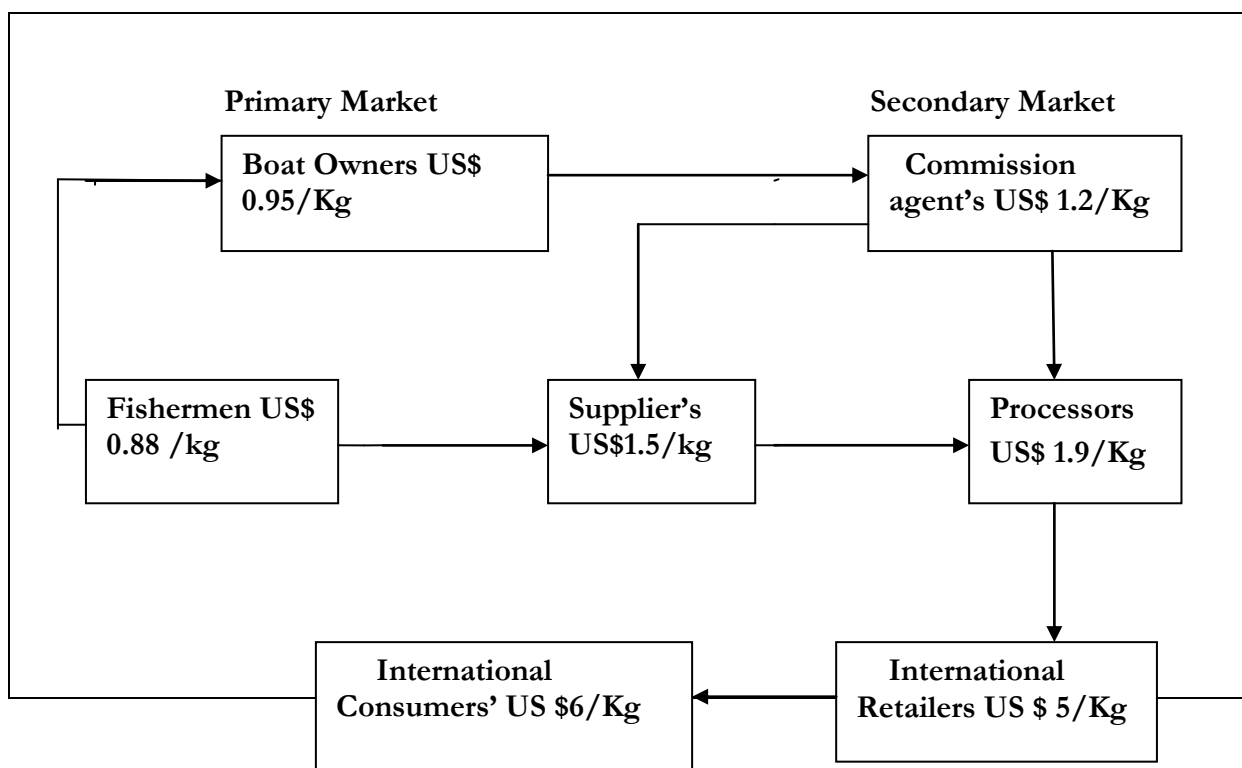 Primary Market
Secondary Market
Boat Owners US$
0.95/Kg
Commission
agent’s US$ 1.2/Kg
Fishermen US$
0.88 /kg
Supplier’s
US$1.5/kg
Processors
US$ 1.9/Kg
International
Consumers’ US $6/Kg
International
Retailers US $ 5/Kg